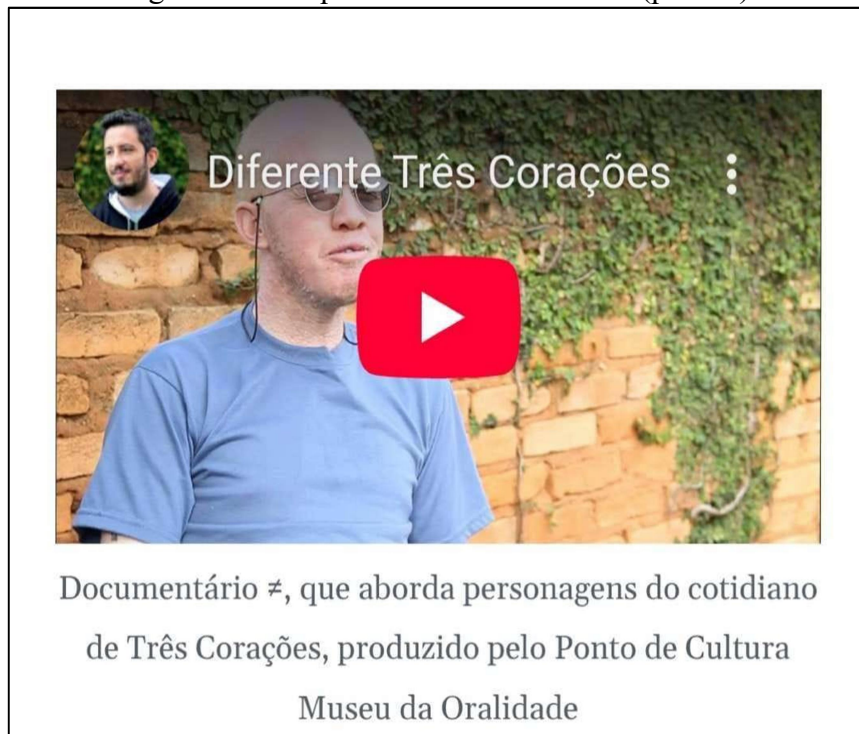 Diferente Três Corações
Documentário ≠, que aborda personagens do cotidiano
de Três Corações, produzido pelo Ponto de Cultura
Museu da Oralidade